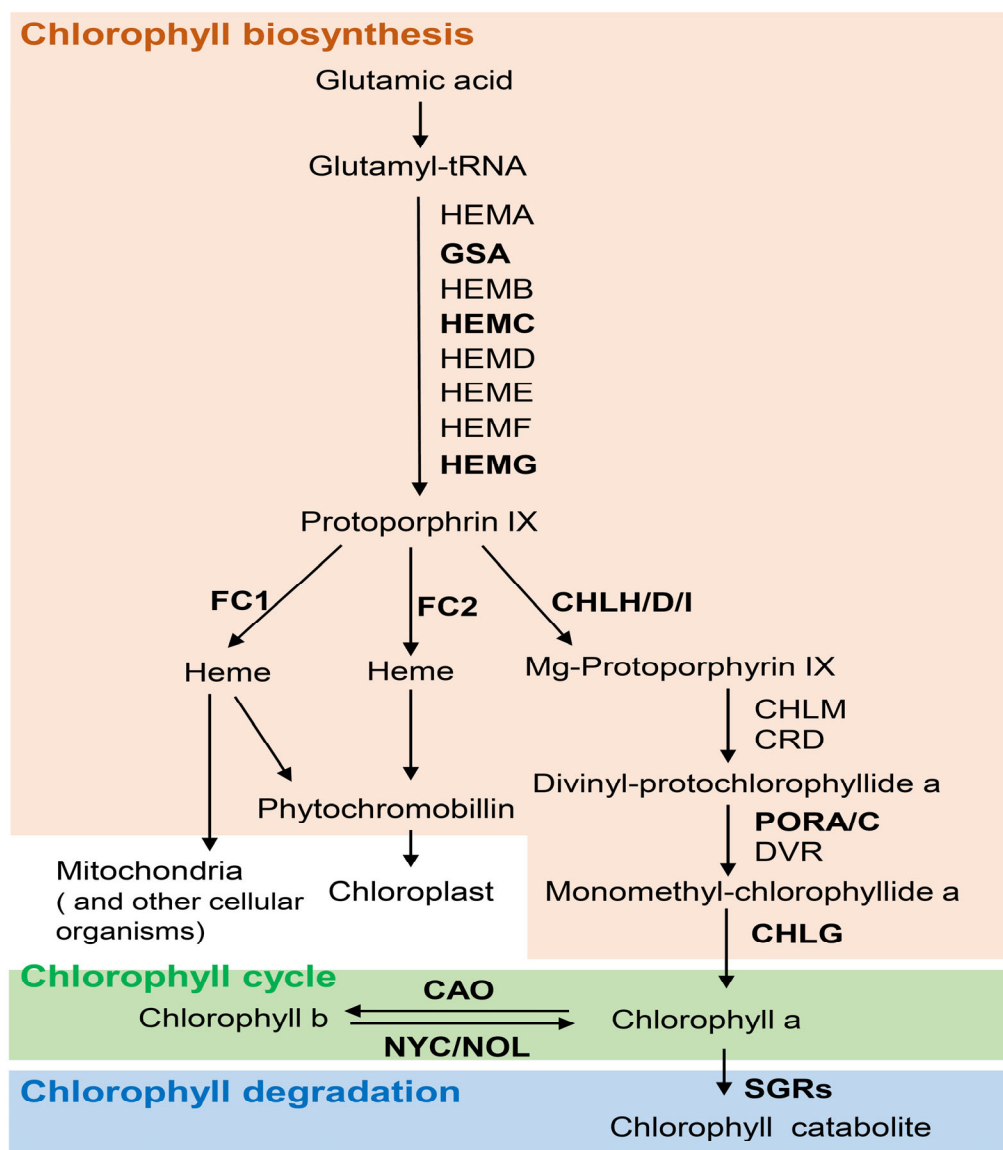 Chlorophyll biosynthesis
Glutamic acid
Glutamyl-tRNA
HEMA
GSA
HEMB
HEMC
HEMD
HEME
HEMF
HEMG
Protoporphrin IX
FC1
FC2
CHLH/D/I
Heme
Heme
Mg-Protoporphyrin IX
CHLM
CRD
Divinyl-protochlorophyllide a
Phytochromobillin
PORA/C
DVR
Mitochondria
( and other cellular
organisms)
Chloroplast
Monomethyl-chlorophyllide a
CHLG
Chlorophyll cycle
CAO
Chlorophyll b
Chlorophyll a
NYC/NOL
Chlorophyll degradation
SGRs
Chlorophyll catabolite